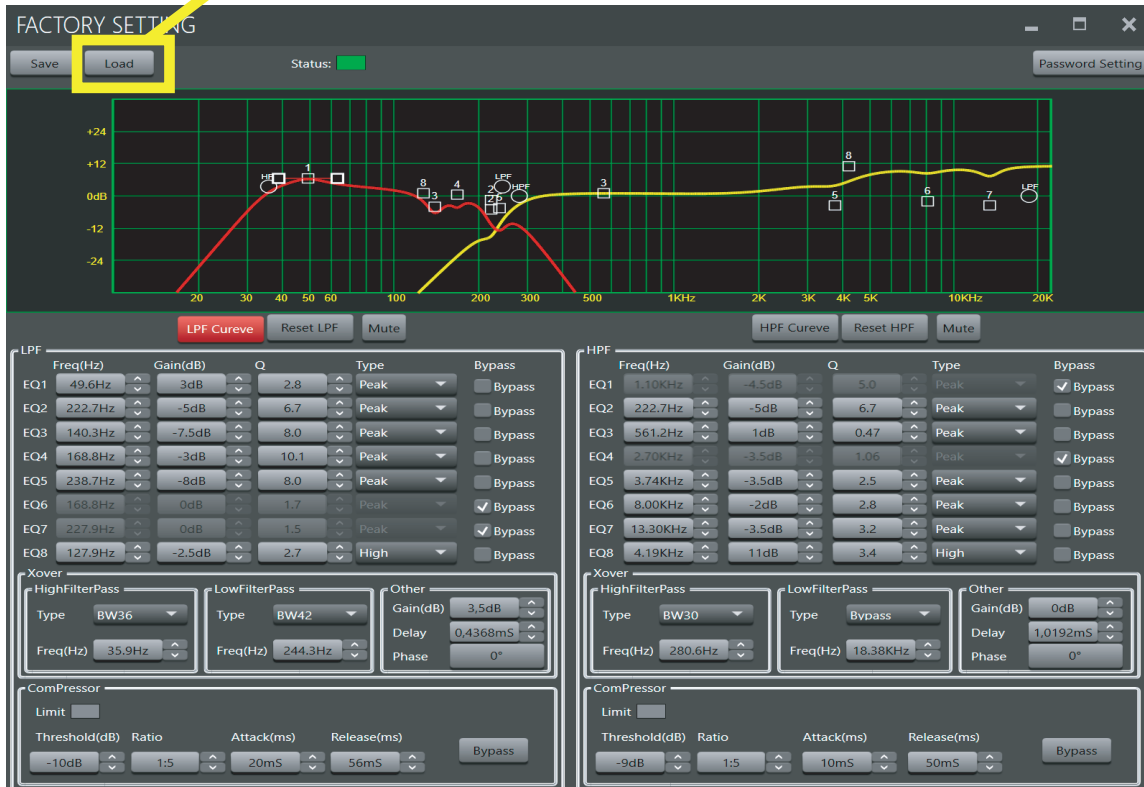 FACTORY SETTING
Save Load Status: Password Setting
+24
+12
0dB
-12
-24
HPF 1 8 3 4 2 2 5 LPF HPF 3 8 5 6 7 LPF
20 30 40 50 60 100 200 300 500 1KHz 2K 3K 4K 5K 10KHz 20K
LPF Cureve Reset LPF Mute HPF Cureve Reset HPF Mute
LPF
Freq(Hz) Gain(dB) Q Type Bypass
EQ1 49.6Hz 3dB 2.8 Peak Bypass
EQ2 222.7Hz -5dB 6.7 Peak Bypass
EQ3 140.3Hz -7.5dB 8.0 Peak Bypass
EQ4 168.8Hz -3dB 10.1 Peak Bypass
EQ5 238.7Hz -8dB 8.0 Peak Bypass
EQ6 168.8Hz 0dB 1.7 Peak Bypass
EQ7 227.9Hz 0dB 1.5 Peak Bypass
EQ8 127.9Hz -2.5dB 2.7 High Bypass
Xover
HighFilterPass LowFilterPass Other
Type BW36 Type BW42 Gain(dB) 3,5dB
Delay 0,4368mS
Freq(Hz) 35.9Hz Freq(Hz) 244.3Hz Phase 0°
ComPressor
Limit
Threshold(dB) Ratio Attack(ms) Release(ms)
-10dB 1:5 20mS 56mS Bypass
HPF
Freq(Hz) Gain(dB) Q Type Bypass
EQ1 1.10KHz -4.5dB 5.0 Peak Bypass
EQ2 222.7Hz -5dB 6.7 Peak Bypass
EQ3 561.2Hz 1dB 0.47 Peak Bypass
EQ4 2.70KHz -3.5dB 1.06 Peak Bypass
EQ5 3.74KHz -3.5dB 2.5 Peak Bypass
EQ6 8.00KHz -2dB 2.8 Peak Bypass
EQ7 13.30KHz -3.5dB 3.2 Peak Bypass
EQ8 4.19KHz 11dB 3.4 High Bypass
Xover
HighFilterPass LowFilterPass Other
Type BW30 Type Bypass Gain(dB) 0dB
Delay 1,0192mS
Freq(Hz) 280.6Hz Freq(Hz) 18.38KHz Phase 0°
ComPressor
Limit
Threshold(dB) Ratio Attack(ms) Release(ms)
-9dB 1:5 10mS 50mS Bypass